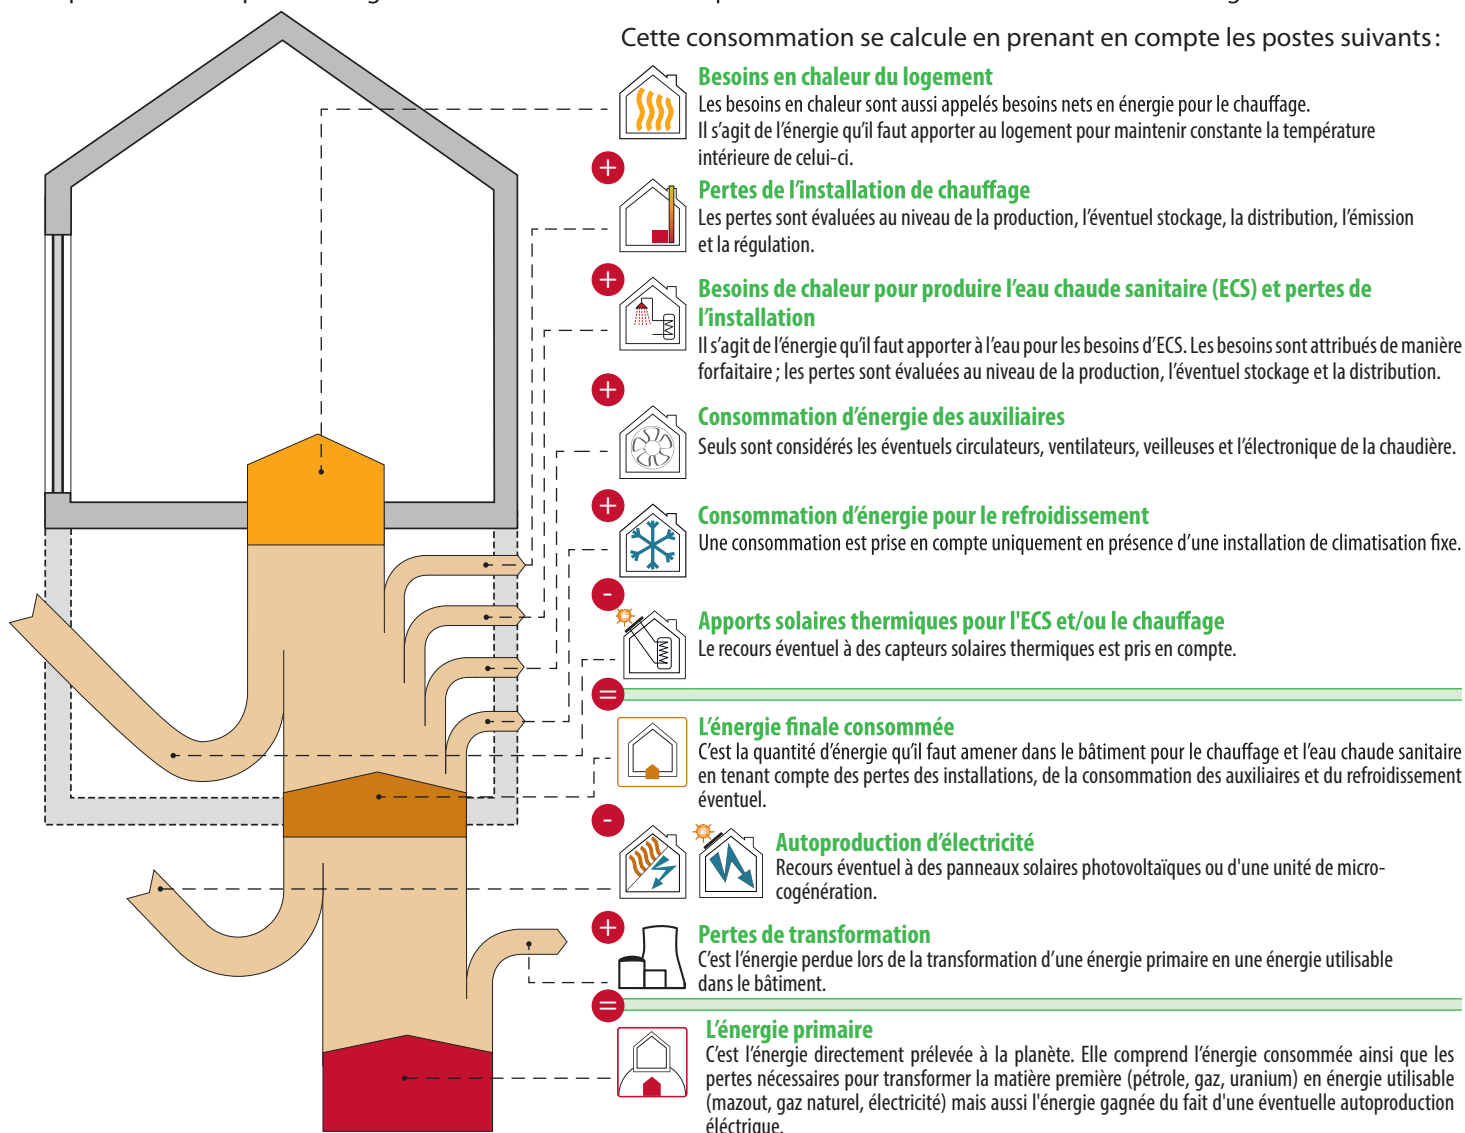 Cette consommation se calcule en prenant en compte les postes suivants :
Besoins en chaleur du logement
Les besoins en chaleur sont aussi appelés besoins nets en énergie pour le chauffage.
Il s’agit de l’énergie qu’il faut apporter au logement pour maintenir constante la température
intérieure de celui-ci.
+
Pertes de l’installation de chauffage
Les pertes sont évaluées au niveau de la production, l’éventuel stockage, la distribution, l’émission
et la régulation.
+
Besoins de chaleur pour produire l’eau chaude sanitaire (ECS) et pertes de
l’installation
Il s’agit de l’énergie qu’il faut apporter à l’eau pour les besoins d’ECS. Les besoins sont attribués de manière
forfaitaire ; les pertes sont évaluées au niveau de la production, l’éventuel stockage et la distribution.
+
Consommation d’énergie des auxiliaires
Seuls sont considérés les éventuels circulateurs, ventilateurs, veilleuses et l’électronique de la chaudière.
+
Consommation d’énergie pour le refroidissement
Une consommation est prise en compte uniquement en présence d’une installation de climatisation fixe.
-
Apports solaires thermiques pour l'ECS et/ou le chauffage
Le recours éventuel à des capteurs solaires thermiques est pris en compte.
=
L’énergie finale consommée
C’est la quantité d’énergie qu’il faut amener dans le bâtiment pour le chauffage et l’eau chaude sanitaire
en tenant compte des pertes des installations, de la consommation des auxiliaires et du refroidissement
éventuel.
-
Autoproduction d’électricité
Recours éventuel à des panneaux solaires photovoltaïques ou d'une unité de micro-
cogénération.
+
Pertes de transformation
C’est l’énergie perdue lors de la transformation d’une énergie primaire en une énergie utilisable
dans le bâtiment.
=
L’énergie primaire
C’est l’énergie directement prélevée à la planète. Elle comprend l’énergie consommée ainsi que les
pertes nécessaires pour transformer la matière première (pétrole, gaz, uranium) en énergie utilisable
(mazout, gaz naturel, électricité) mais aussi l'énergie gagnée du fait d'une éventuelle autoproduction
éléctrique.